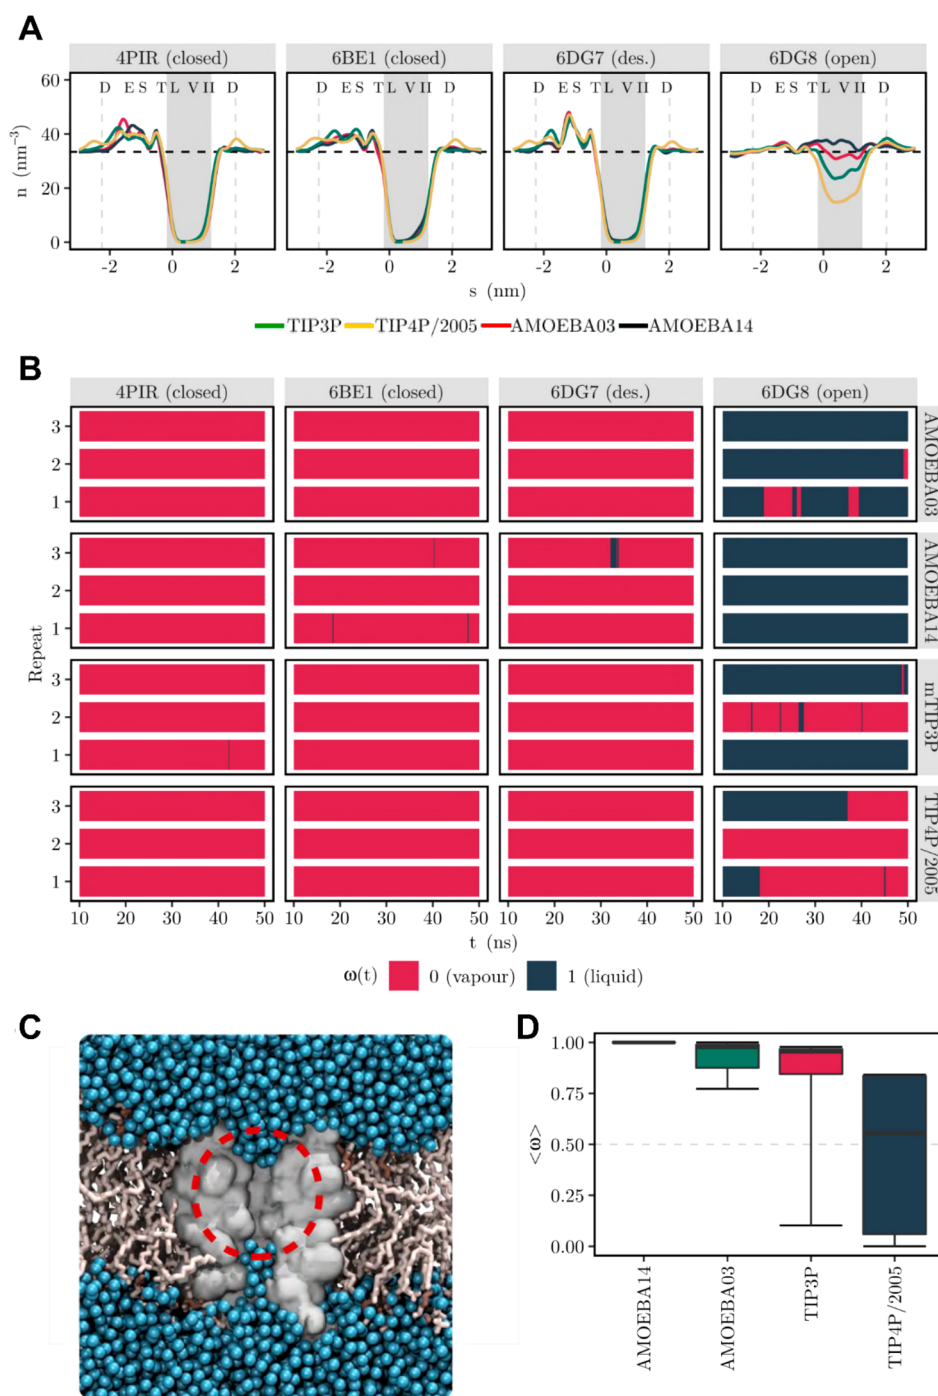 A
4PIR (closed) 6BE1 (closed) 6DG7 (des.) 6DG8 (open)
60 D E S T L V I I D D E S T L V I I D D E S T L V I I D D E S T L V I I D
40
n (nm⁻³)
20
0
-2 0 2 -2 0 2 -2 0 2 -2 0 2
s (nm)
TIP3P TIP4P/2005 AMOEBA03 AMOEBA14
B
4PIR (closed) 6BE1 (closed) 6DG7 (des.) 6DG8 (open)
3
2
1
AMOEBA03
3
2
1
AMOEBA14
Repeat
3
2
1
mTIP3P
3
2
1
TIP4P/2005
10 20 30 40 50 10 20 30 40 50 10 20 30 40 50 10 20 30 40 50
t (ns)
ω(t) 0 (vapour) 1 (liquid)
C
D
1.00
0.75
<ω>
0.50
0.25
0.00
AMOEBA14 AMOEBA03 TIP3P TIP4P/2005